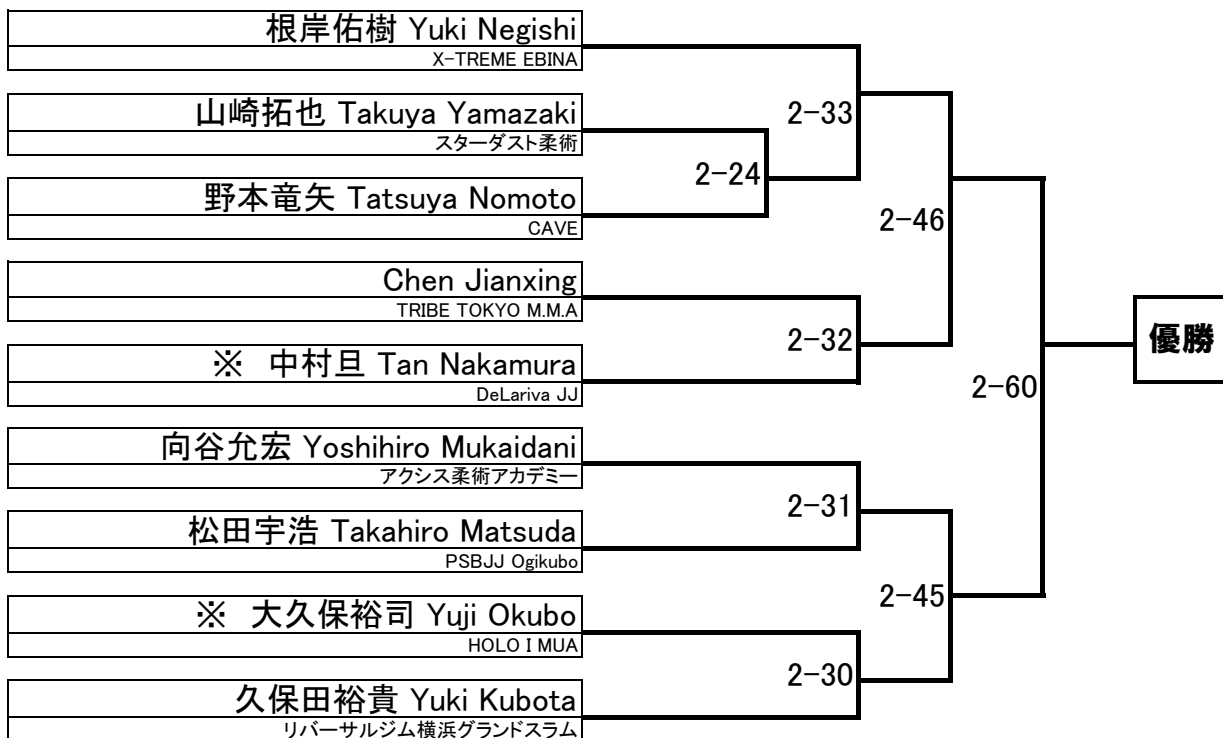 根岸佑樹 Yuki Negishi
X-TREME EBINA
山崎拓也 Takuya Yamazaki
スターダスト柔術
野本竜矢 Tatsuya Nomoto
CAVE
Chen Jianxing
TRIBE TOKYO M.M.A
※ 中村旦 Tan Nakamura
DeLariva JJ
向谷允宏 Yoshihiro Mukaidani
アクシス柔術アカデミー
松田宇浩 Takahiro Matsuda
PSBJJ Ogikubo
※ 大久保裕司 Yuji Okubo
HOLO I MUA
久保田裕貴 Yuki Kubota
リバーサルジム横浜グランドスラム
2-24
2-33
2-32
2-31
2-30
2-46
2-45
2-60
優勝